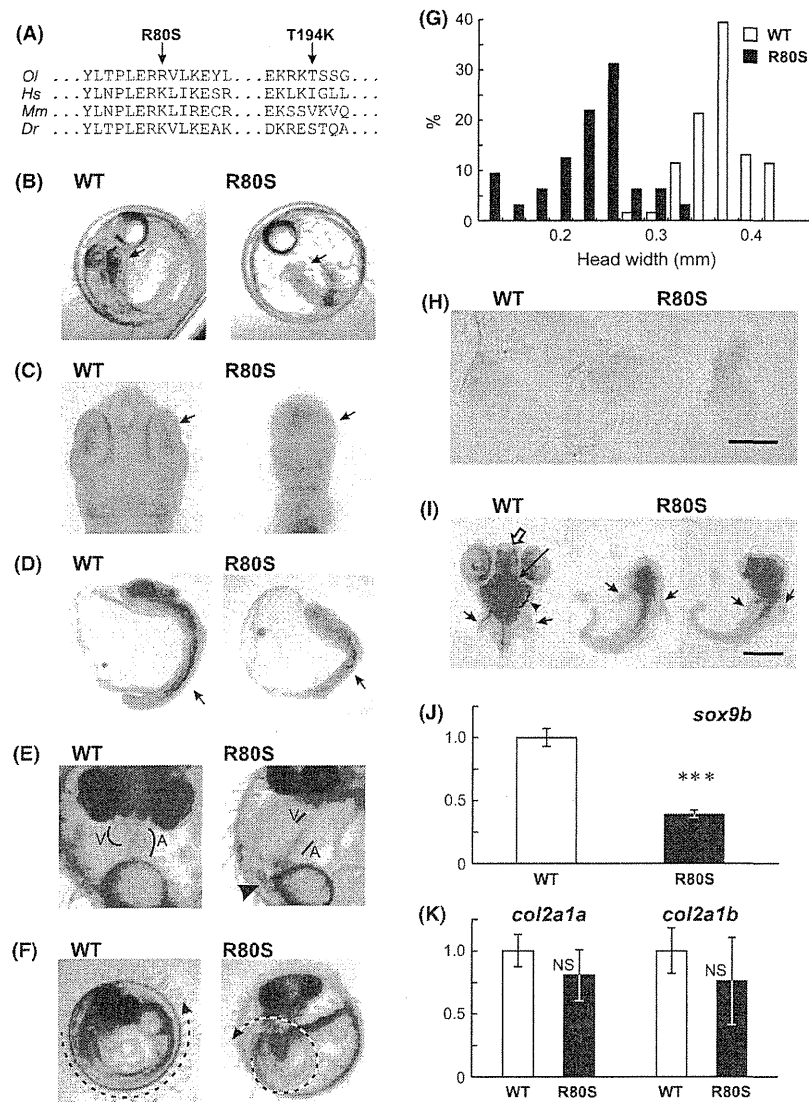 (A)
R80S T194K
Ol ...YLTPLERRVLKEYL...EKRKTSSG...
Hs ...YLNPLERKLIKESR...EKLKIGLL...
Mm ...YLNPLERKLIRECR...EKSSVKVQ...
Dr ...YLTPLERKVLKEAK...DKRESTQA...
(B) WT R80S
(C) WT R80S
(D) WT R80S
(E) WT R80S
V A V A
(F) WT R80S
(G)
WT
R80S
%
40
30
20
10
0
0.2 0.3 0.4
Head width (mm)
(H) WT R80S
(I) WT R80S
(J) sox9b
1.0
0.5
0
***
WT R80S
(K) col2a1a col2a1b
1.0
0.5
0
NS NS
WT R80S WT R80S